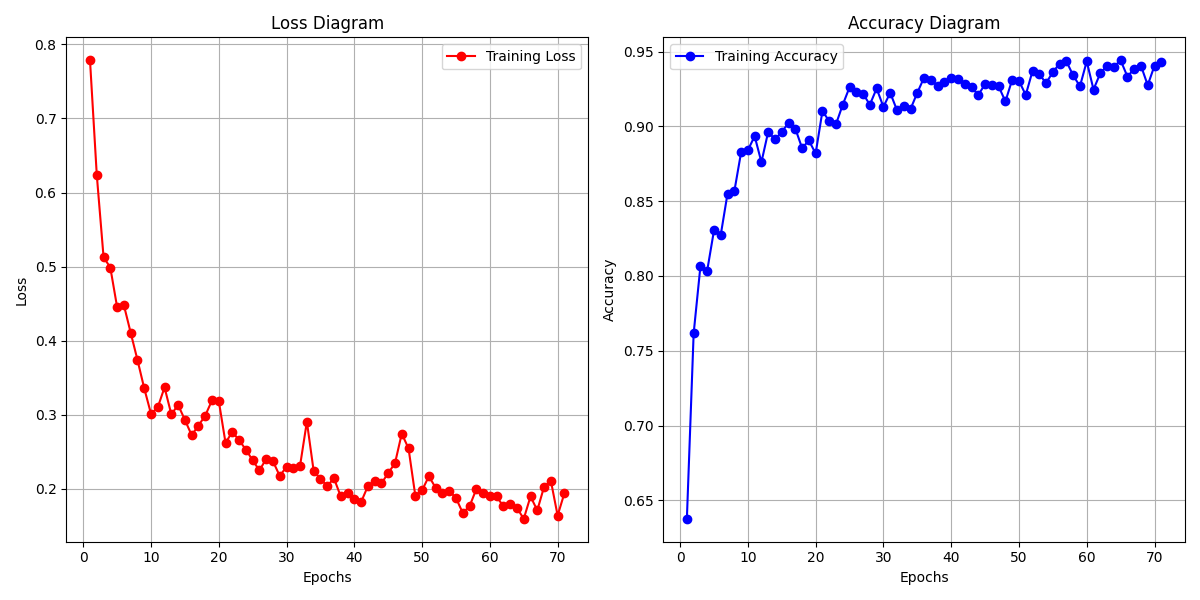 Loss Diagram
Training Loss
0.8
0.7
0.6
0.5
0.4
0.3
0.2
Loss
0 10 20 30 40 50 60 70
Epochs
Accuracy Diagram
Training Accuracy
0.95
0.90
0.85
0.80
0.75
0.70
0.65
Accuracy
0 10 20 30 40 50 60 70
Epochs